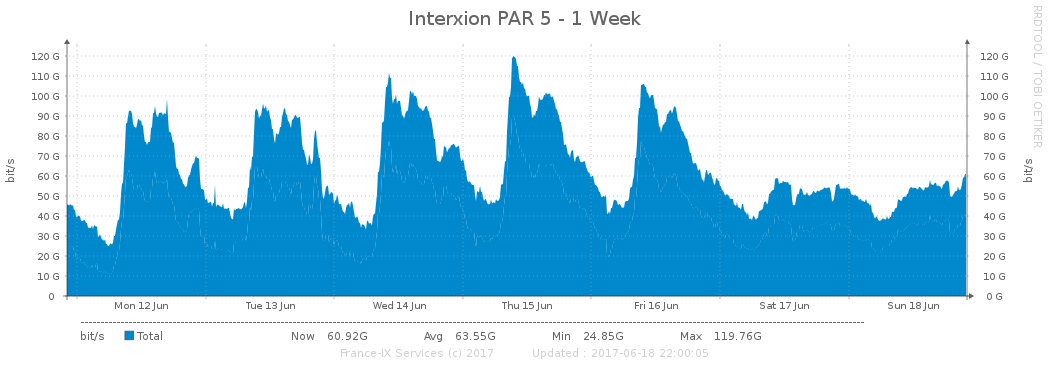 Interxion PAR 5 - 1 Week
RRDTOOL / TOBI OETIKER
bit/s
bit/s
120 G 120 G
110 G 110 G
100 G 100 G
90 G 90 G
80 G 80 G
70 G 70 G
60 G 60 G
50 G 50 G
40 G 40 G
30 G 30 G
20 G 20 G
10 G 10 G
0 0 G
Mon 12 Jun Tue 13 Jun Wed 14 Jun Thu 15 Jun Fri 16 Jun Sat 17 Jun Sun 18 Jun
bit/s Total Now 60.92G Avg 63.55G Min 24.85G Max 119.76G
France-IX Services (c) 2017 Updated : 2017-06-18 22:00:05